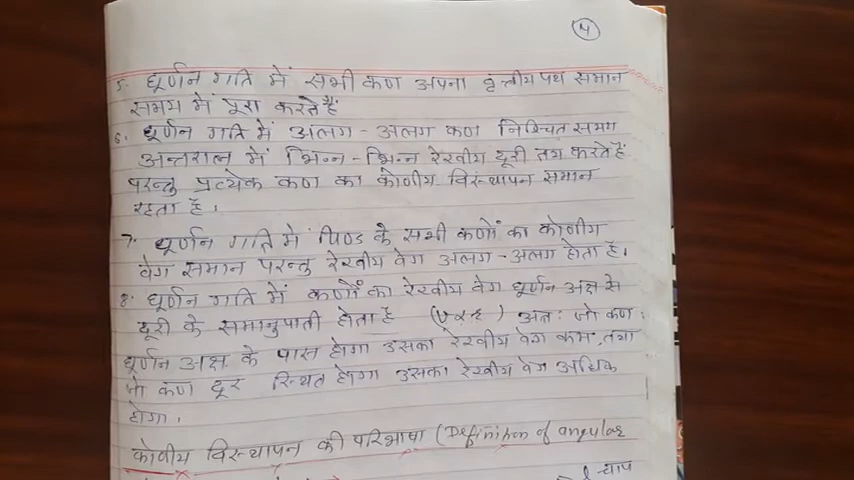 4
5. घूर्णन गति में सभी कण अपना वृत्तीय पथ समान
समय में पूरा करते हैं
6. घूर्णन गति में अलग - अलग कण निश्चित समय
अन्तराल में भिन्न - भिन्न रेखीय दूरी तय करते हैं
परन्तु प्रत्येक कण का कोणीय विस्थापन समान
रहता है।
7. घूर्णन गति में पिण्ड के सभी कणों का कोणीय
वेग समान परन्तु रेखीय वेग अलग - अलग होता है।
8. घूर्णन गति में कणों का रेखीय वेग घूर्णन अक्ष से
दूरी के समानुपाती होता है (v∝r) अतः जो कण
घूर्णन अक्ष के पास होगा उसका रेखीय वेग कम, तथा
जो कण दूर स्थित होगा उसका रेखीय वेग अधिक
होगा।
कोणीय विस्थापन की परिभाषा (Definition of angular
चाप